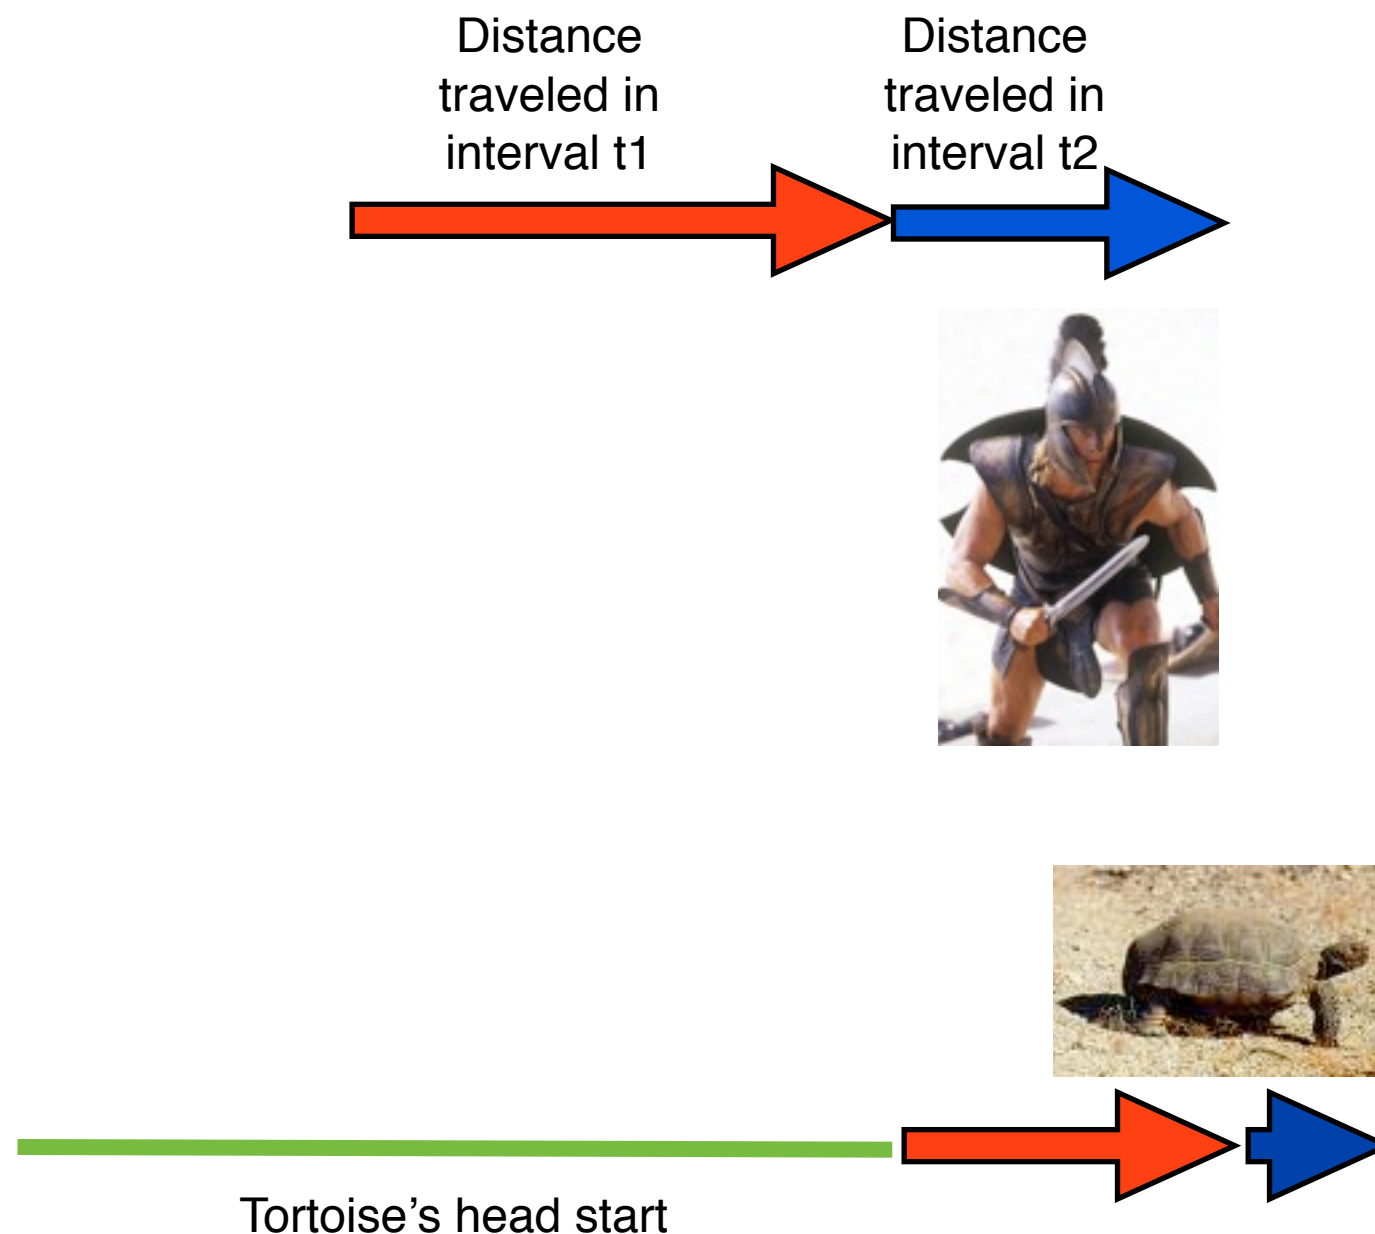 Distance
traveled in
interval t1
Distance
traveled in
interval t2
Tortoise’s head start